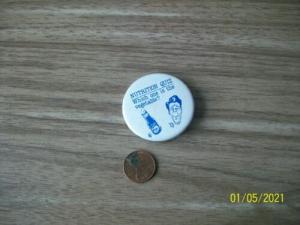 NUTRITION QUIZ
Which one is the
vegetable?
01/05/2021